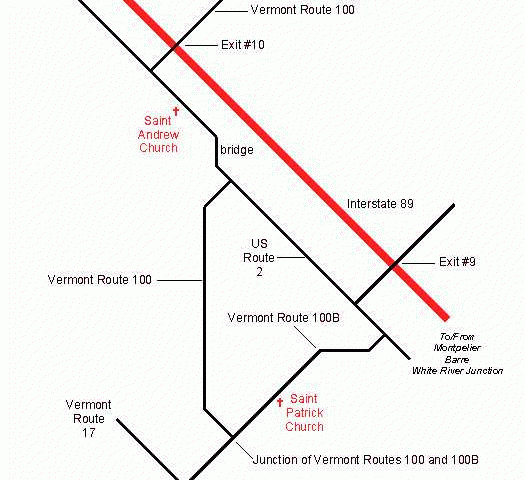 Vermont Route 100
Exit #10
Saint
Andrew
Church
bridge
Interstate 89
US
Route
2
Exit #9
Vermont Route 100
Vermont Route 100B
To/From
Montpelier
Barre
White River Junction
Saint
Patrick
Church
Vermont
Route
17
Junction of Vermont Routes 100 and 100B